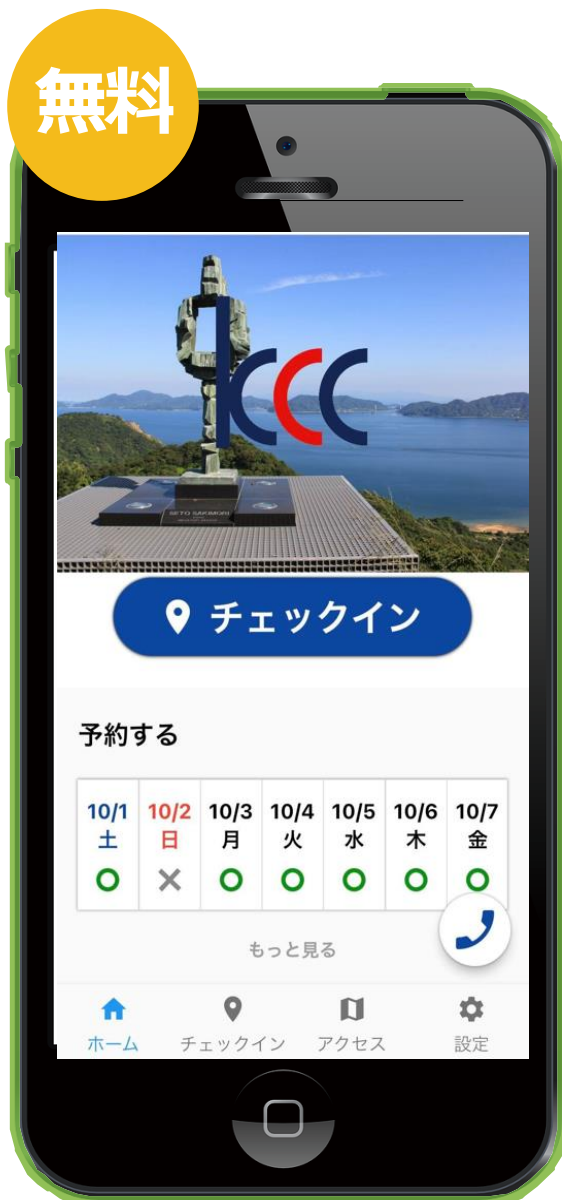 無料
kcc
SETO SAKIMORI
チェックイン
予約する
10/1 10/2 10/3 10/4 10/5 10/6 10/7
土 日 月 火 水 木 金
○ × ○ ○ ○ ○ ○
もっと見る
ホーム チェックイン アクセス 設定